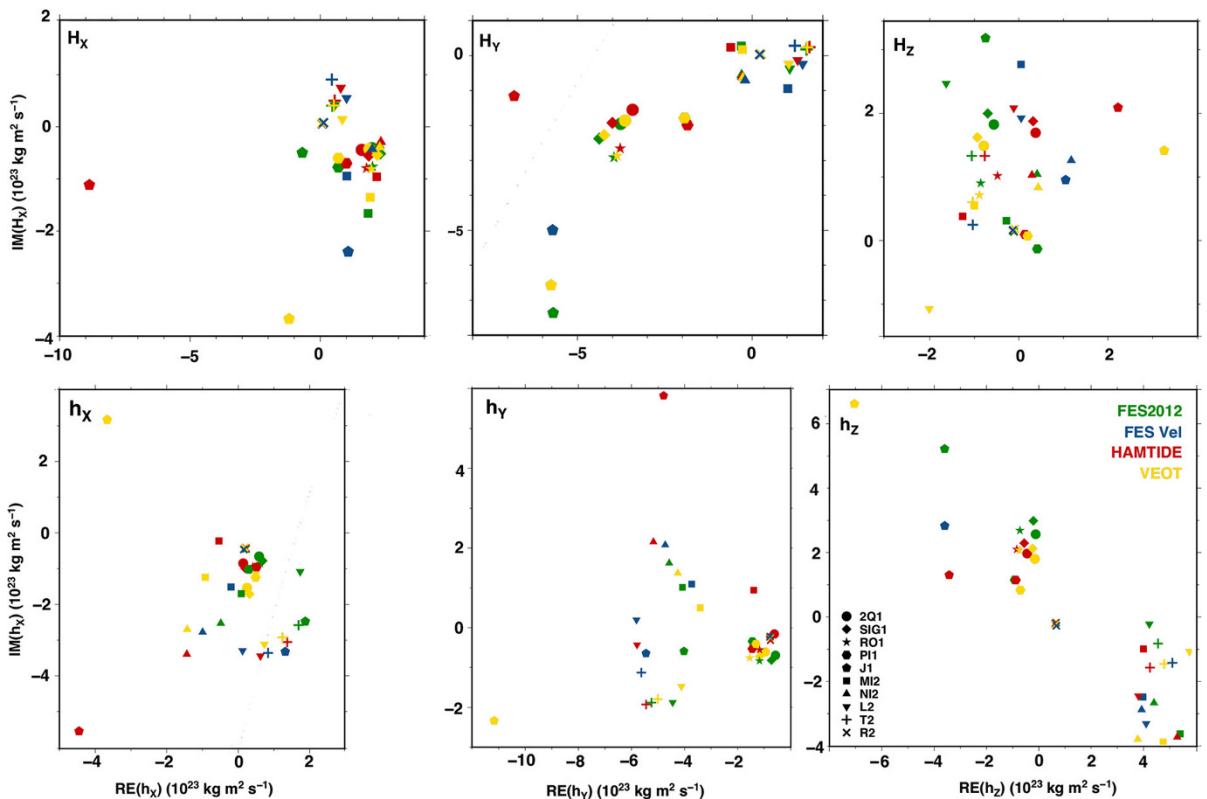 H_X
IM(H_X) (10^23 kg m^2 s^−1)
2
0
−2
−4
−10
−5
0
H_Y
0
−5
−5
0
H_Z
2
0
−2
0
2
h_X
IM(h_X) (10^23 kg m^2 s^−1)
2
0
−2
−4
−4
−2
0
2
RE(h_X) (10^23 kg m^2 s^−1)
h_Y
4
2
0
−2
−10
−8
−6
−4
−2
RE(h_Y) (10^23 kg m^2 s^−1)
h_Z
FES2012
FES Vel
HAMTIDE
VEOT
6
4
2
0
−2
−4
2Q1
SIG1
RO1
PI1
J1
MI2
NI2
L2
T2
R2
−6
−4
−2
0
2
4
RE(h_Z) (10^23 kg m^2 s^−1)